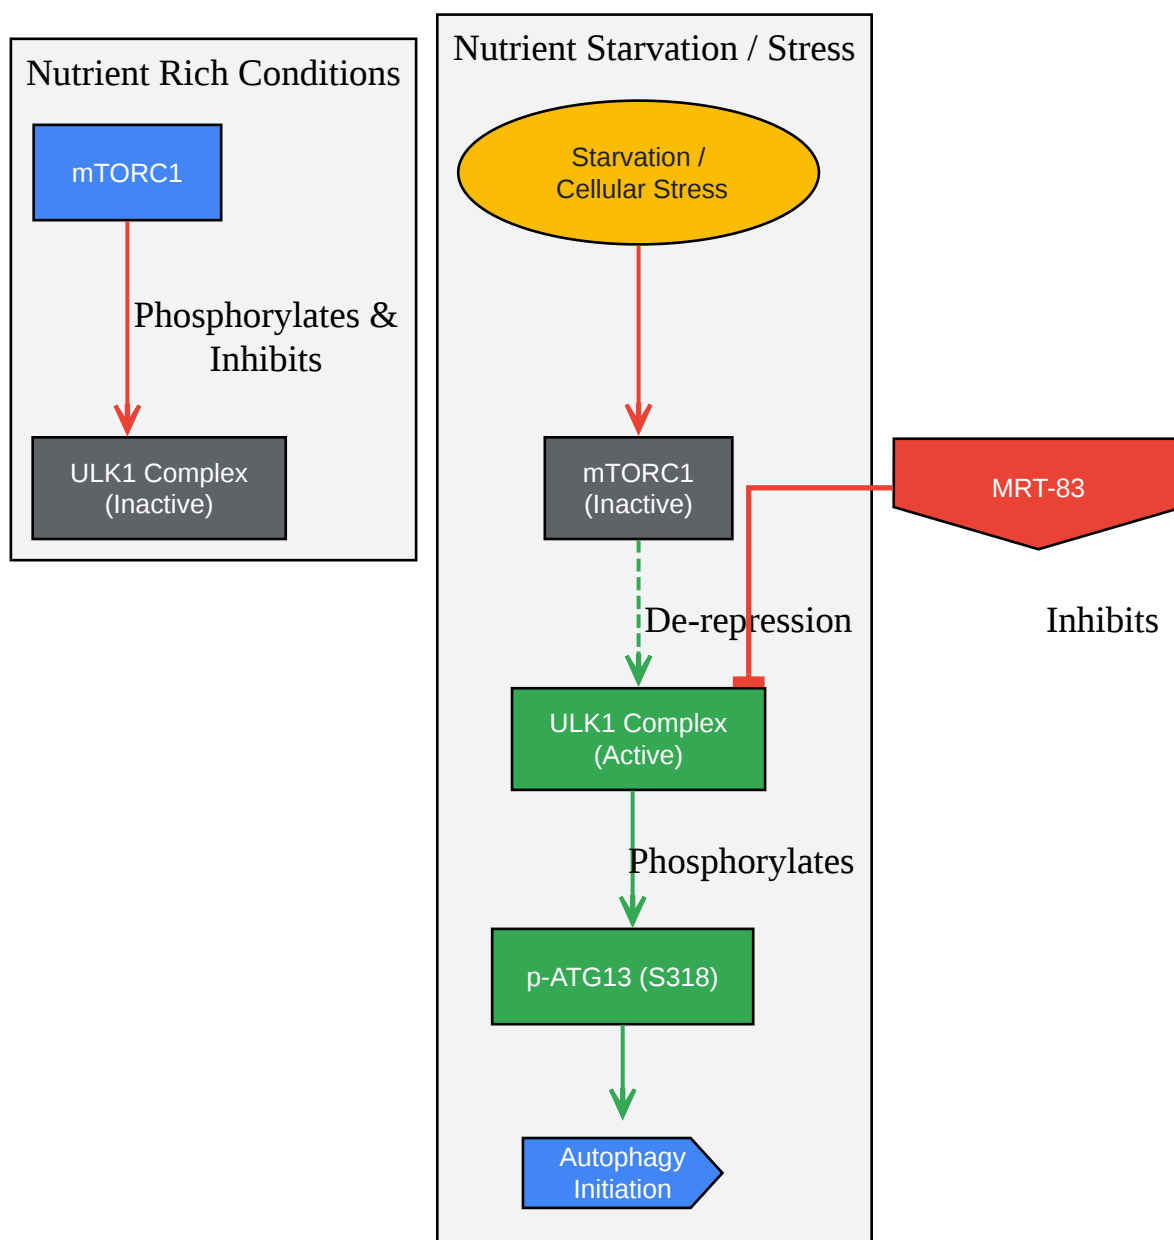 Nutrient Rich Conditions
mTORC1
Phosphorylates &
Inhibits
ULK1 Complex
(Inactive)
Nutrient Starvation / Stress
Starvation /
Cellular Stress
mTORC1
(Inactive)
MRT-83
De-repression
Inhibits
ULK1 Complex
(Active)
Phosphorylates
p-ATG13 (S318)
Autophagy
Initiation